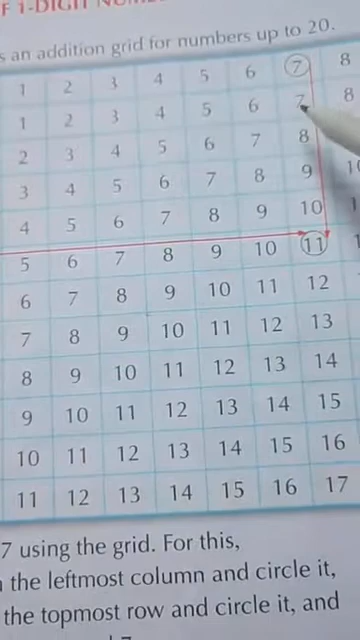 F 1-DIGIT
s an addition grid for numbers up to 20.
1 2 3 4 5 6 7 8
1 2 3 4 5 6 7 8
2 3 4 5 6 7 8
3 4 5 6 7 8 9
4 5 6 7 8 9 10
5 6 7 8 9 10 11
6 7 8 9 10 11 12
7 8 9 10 11 12 13
8 9 10 11 12 13 14
9 10 11 12 13 14 15
10 11 12 13 14 15 16
11 12 13 14 15 16 17
7 using the grid. For this,
the leftmost column and circle it,
the topmost row and circle it, and